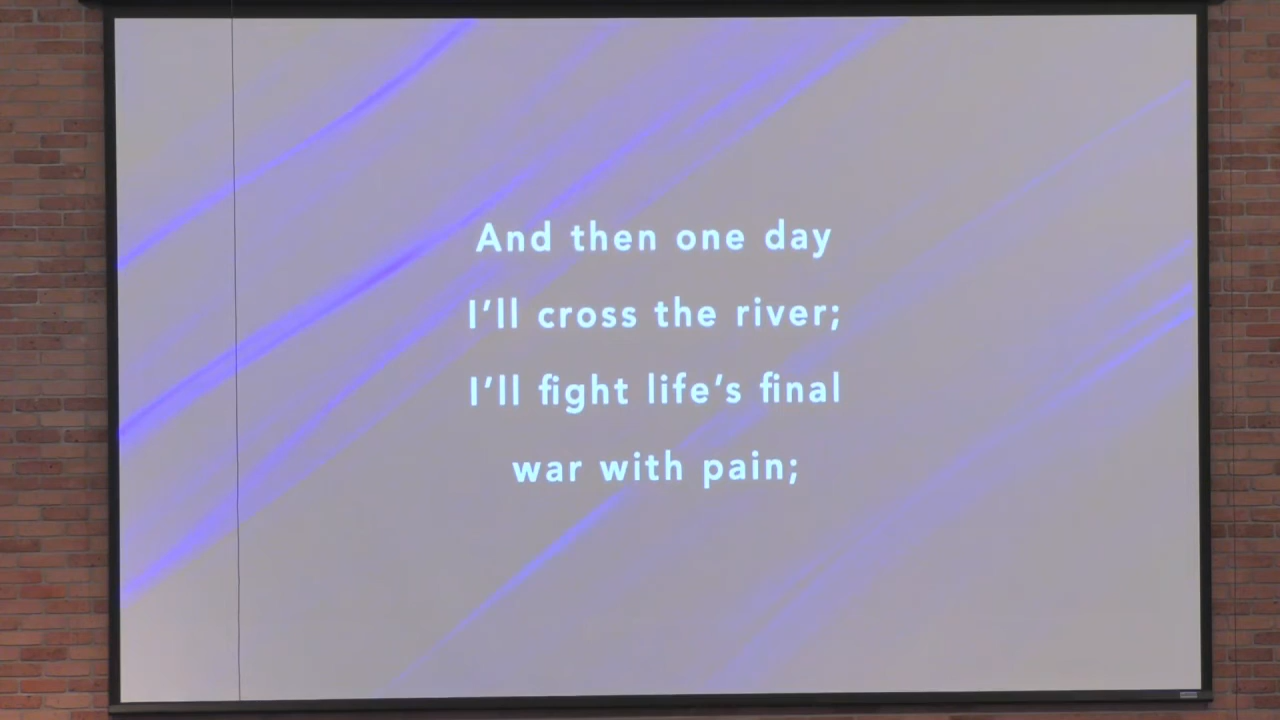 And then one day
I’ll cross the river;
I’ll fight life’s final
war with pain;